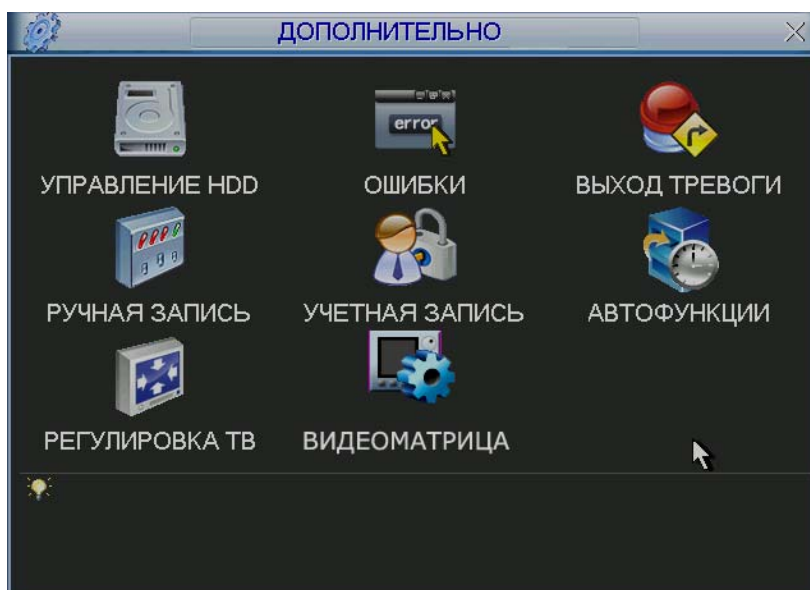 ДОПОЛНИТЕЛЬНО
error
УПРАВЛЕНИЕ HDD
ОШИБКИ
ВЫХОД ТРЕВОГИ
РУЧНАЯ ЗАПИСЬ
УЧЕТНАЯ ЗАПИСЬ
АВТОФУНКЦИИ
РЕГУЛИРОВКА ТВ
ВИДЕОМАТРИЦА